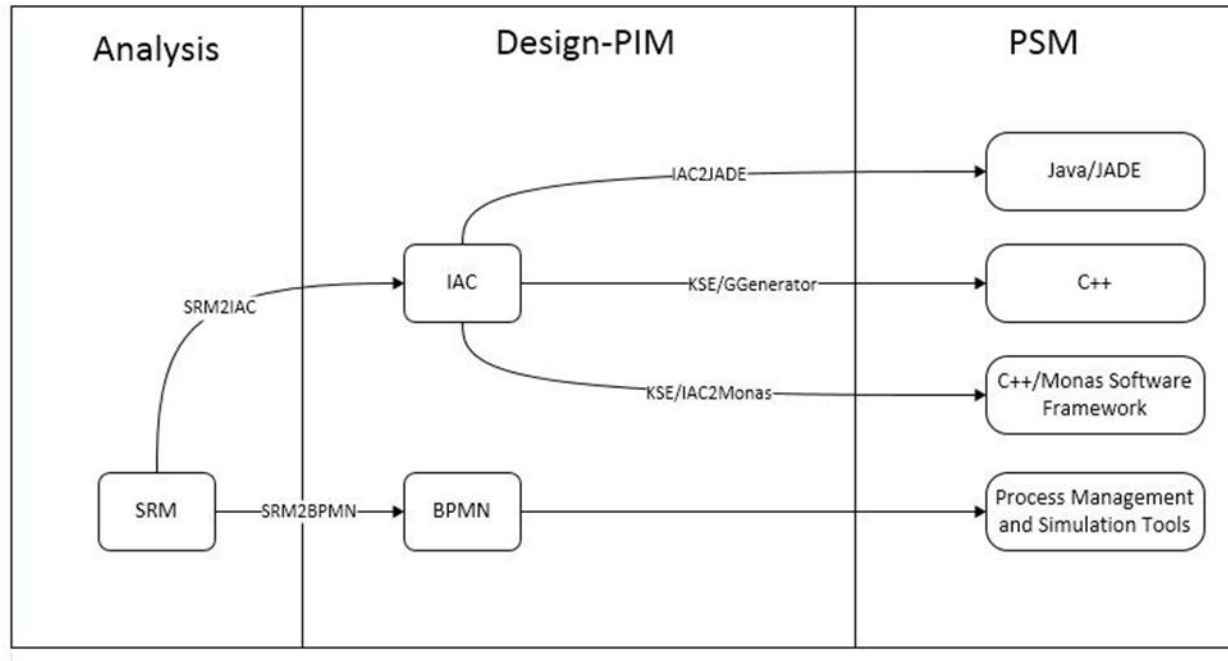 Analysis
Design-PIM
PSM
IAC2JADE
Java/JADE
SRM2IAC
IAC
KSE/GGenerator
C++
KSE/IAC2Monas
C++/Monas Software
Framework
SRM
SRM2BPMN
BPMN
Process Management
and Simulation Tools